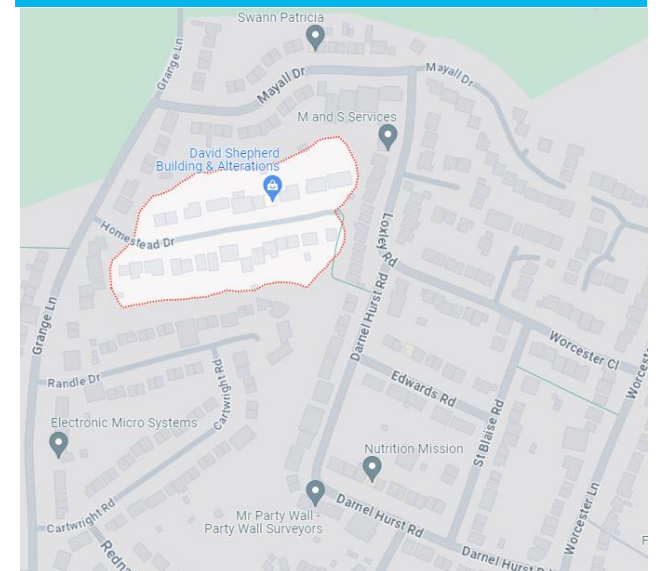 Swann Patricia
Grange Ln
Mayall Dr
Mayall Dr
M and S Services
David Shepherd
Building & Alterations
Homestead Dr
Loxley Rd
Grange Ln
Darnel Hurst Rd
Worcester Cl
Randle Dr
Cartwright Rd
Edwards Rd
Electronic Micro Systems
St Blaise Rd
Nutrition Mission
Mr Party Wall -
Party Wall Surveyors
Darnel Hurst Rd
Cartwright Rd
Worcester Ln
Darnel Hurst Rd